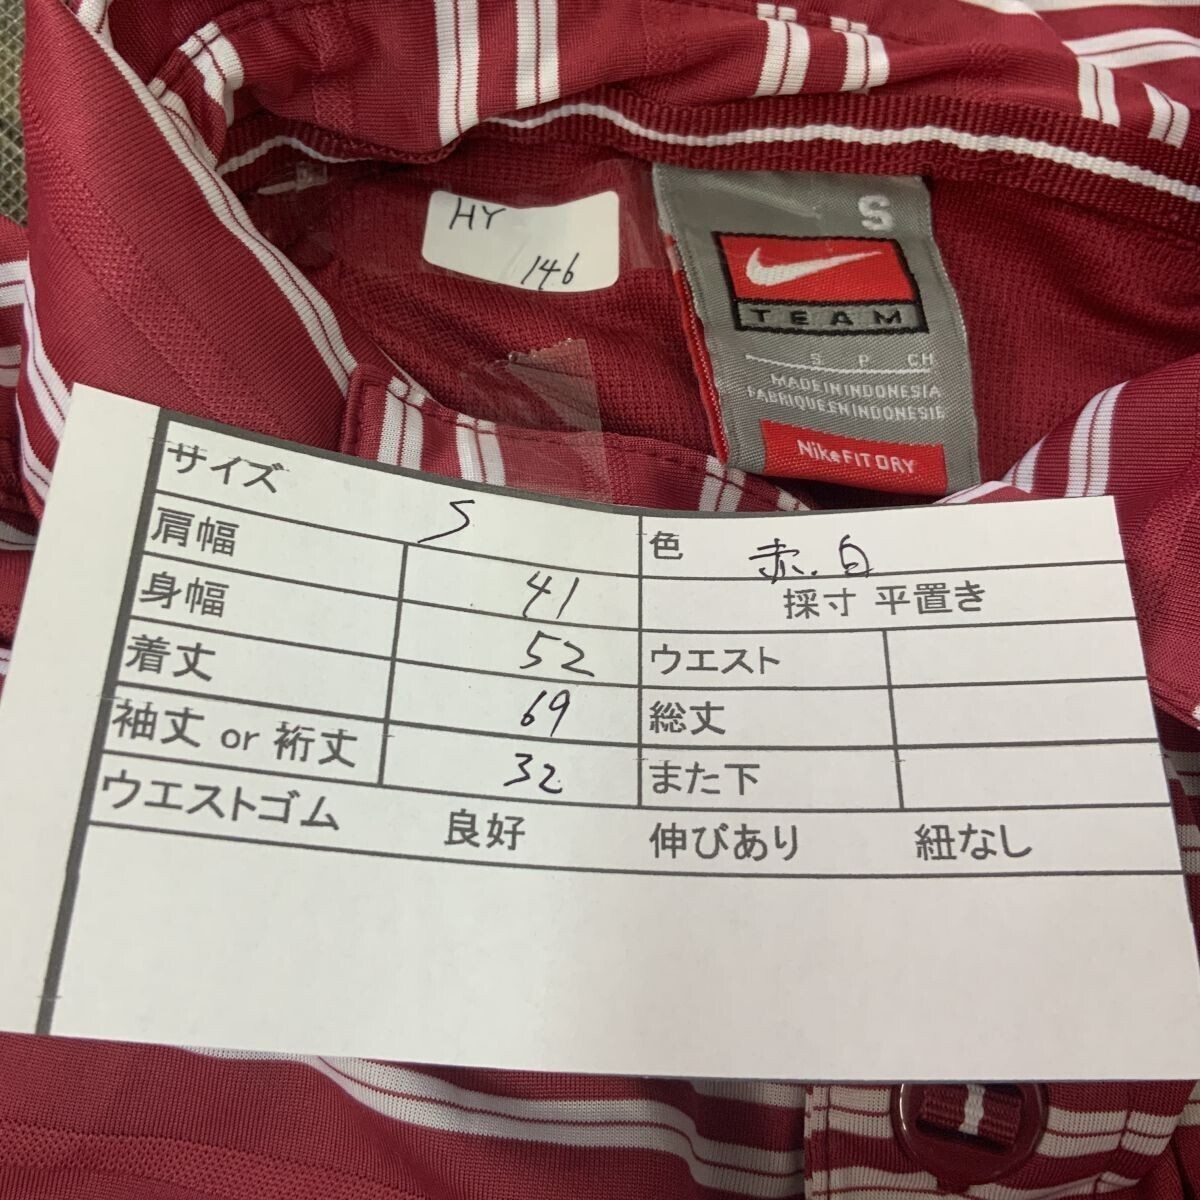 S
HY
146
TEAM
S P CH
MADE IN INDONESIA
FABRIQUE EN INDONESIE
Nike FIT DRY
サイズ S 色 赤.白
肩幅 41 採寸 平置き
身幅 52 ウエスト
着丈 69 総丈
袖丈 or 裄丈 32 また下
ウエストゴム 良好 伸びあり 紐なし